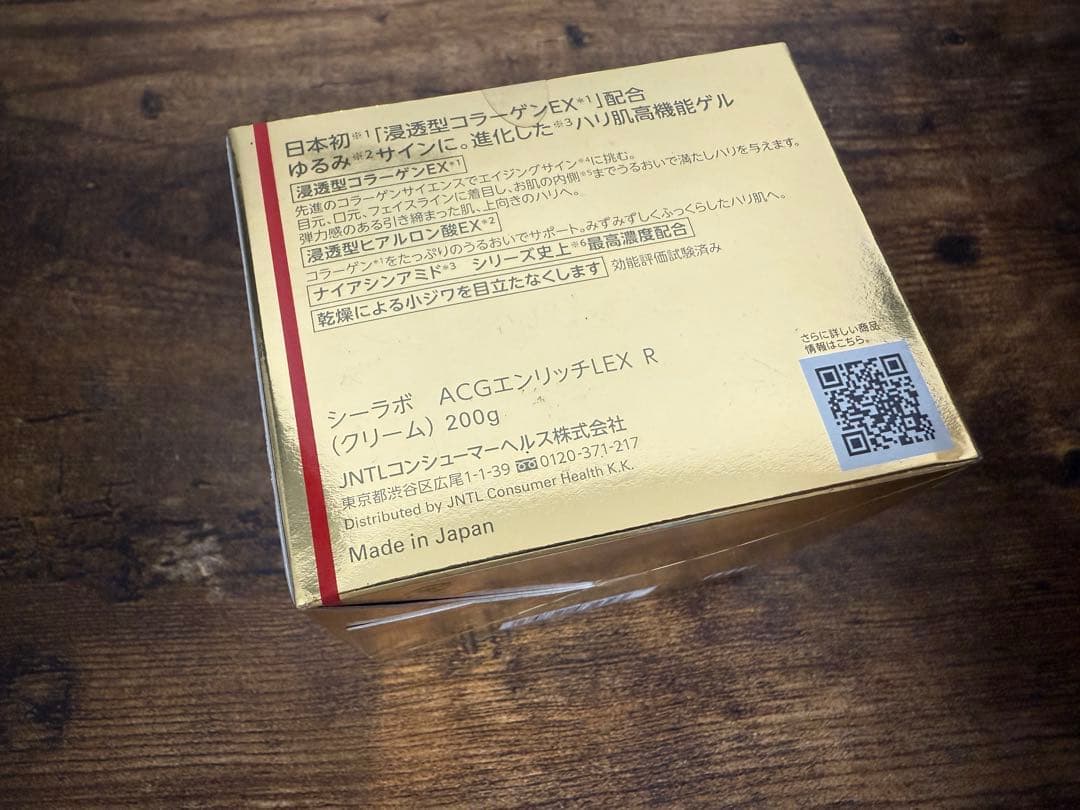 日本初※1「浸透型コラーゲンEX※1」配合
ゆるみ※2サインに。進化した※3ハリ肌高機能ゲル
浸透型コラーゲンEX※1
先進のコラーゲンサイエンスでエイジングサイン※4に挑む。
目元、口元、フェイスラインに着目し、お肌の内側※5までうるおいで満たしハリを与えます。
弾力感のある引き締まった肌、上向きのハリへ。
浸透型ヒアルロン酸EX※2
コラーゲン※1をたっぷりのうるおいでサポート。みずみずしくふっくらしたハリ肌へ。
ナイアシンアミド※3 シリーズ史上※6最高濃度配合
乾燥による小ジワを目立たなくします 効能評価試験済み
さらに詳しい商品
情報はこちら。
シーラボ ACGエンリッチLEX R
(クリーム) 200g
JNTLコンシューマーヘルス株式会社
東京都渋谷区広尾1-1-39 0120-371-217
Distributed by JNTL Consumer Health K.K.
Made in Japan